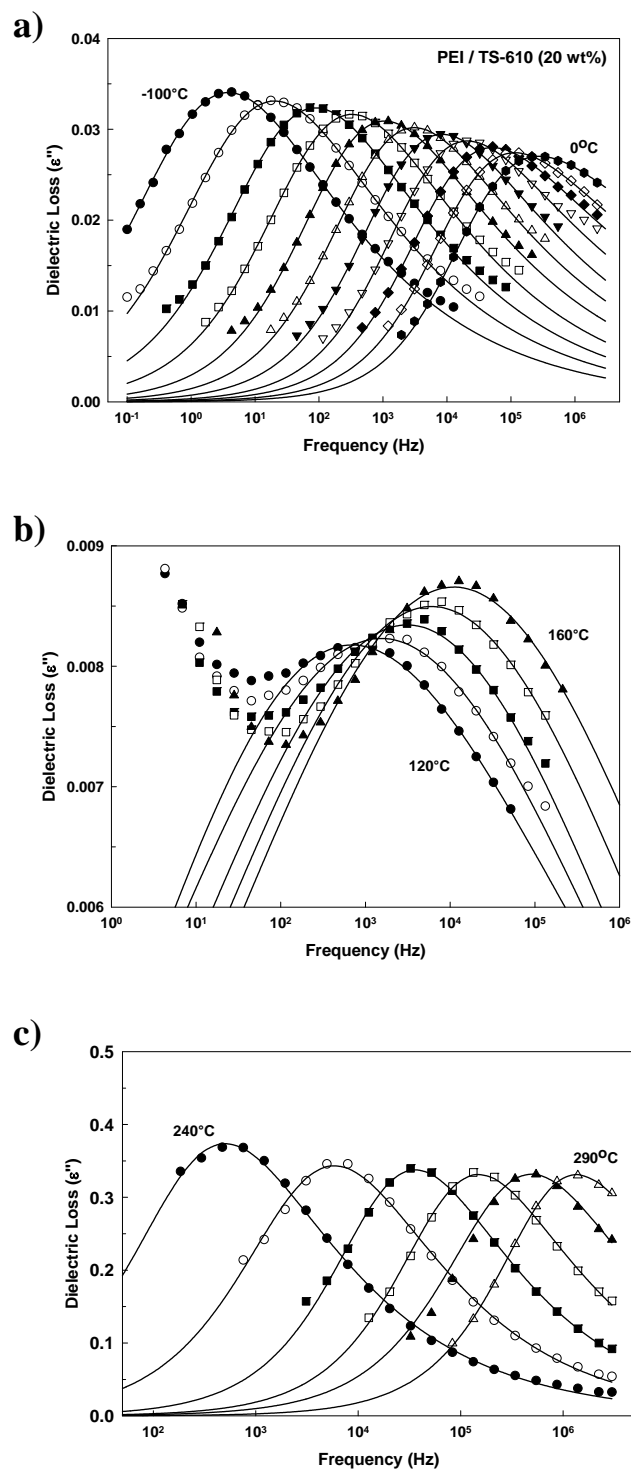 a)
0.04
PEI / TS-610 (20 wt%)
-100°C
0°C
0.03
0.02
0.01
0.00
Dielectric Loss (ε")
10-1 100 101 102 103 104 105 106
Frequency (Hz)
b)
0.009
160°C
0.008
0.007
120°C
0.006
Dielectric Loss (ε")
100 101 102 103 104 105 106
Frequency (Hz)
c)
0.5
0.4
240°C
290°C
0.3
0.2
0.1
0.0
Dielectric Loss (ε")
102 103 104 105 106
Frequency (Hz)